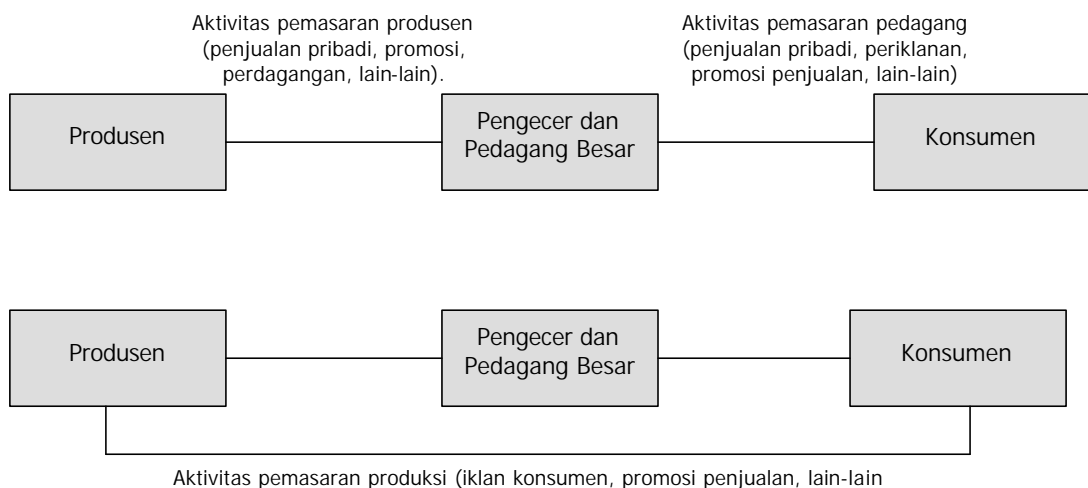 Aktivitas pemasaran produsen
(penjualan pribadi, promosi,
perdagangan, lain-lain).
Aktivitas pemasaran pedagang
(penjualan pribadi, periklanan,
promosi penjualan, lain-lain)
Produsen
Pengecer dan
Pedagang Besar
Konsumen
Produsen
Pengecer dan
Pedagang Besar
Konsumen
Aktivitas pemasaran produksi (iklan konsumen, promosi penjualan, lain-lain